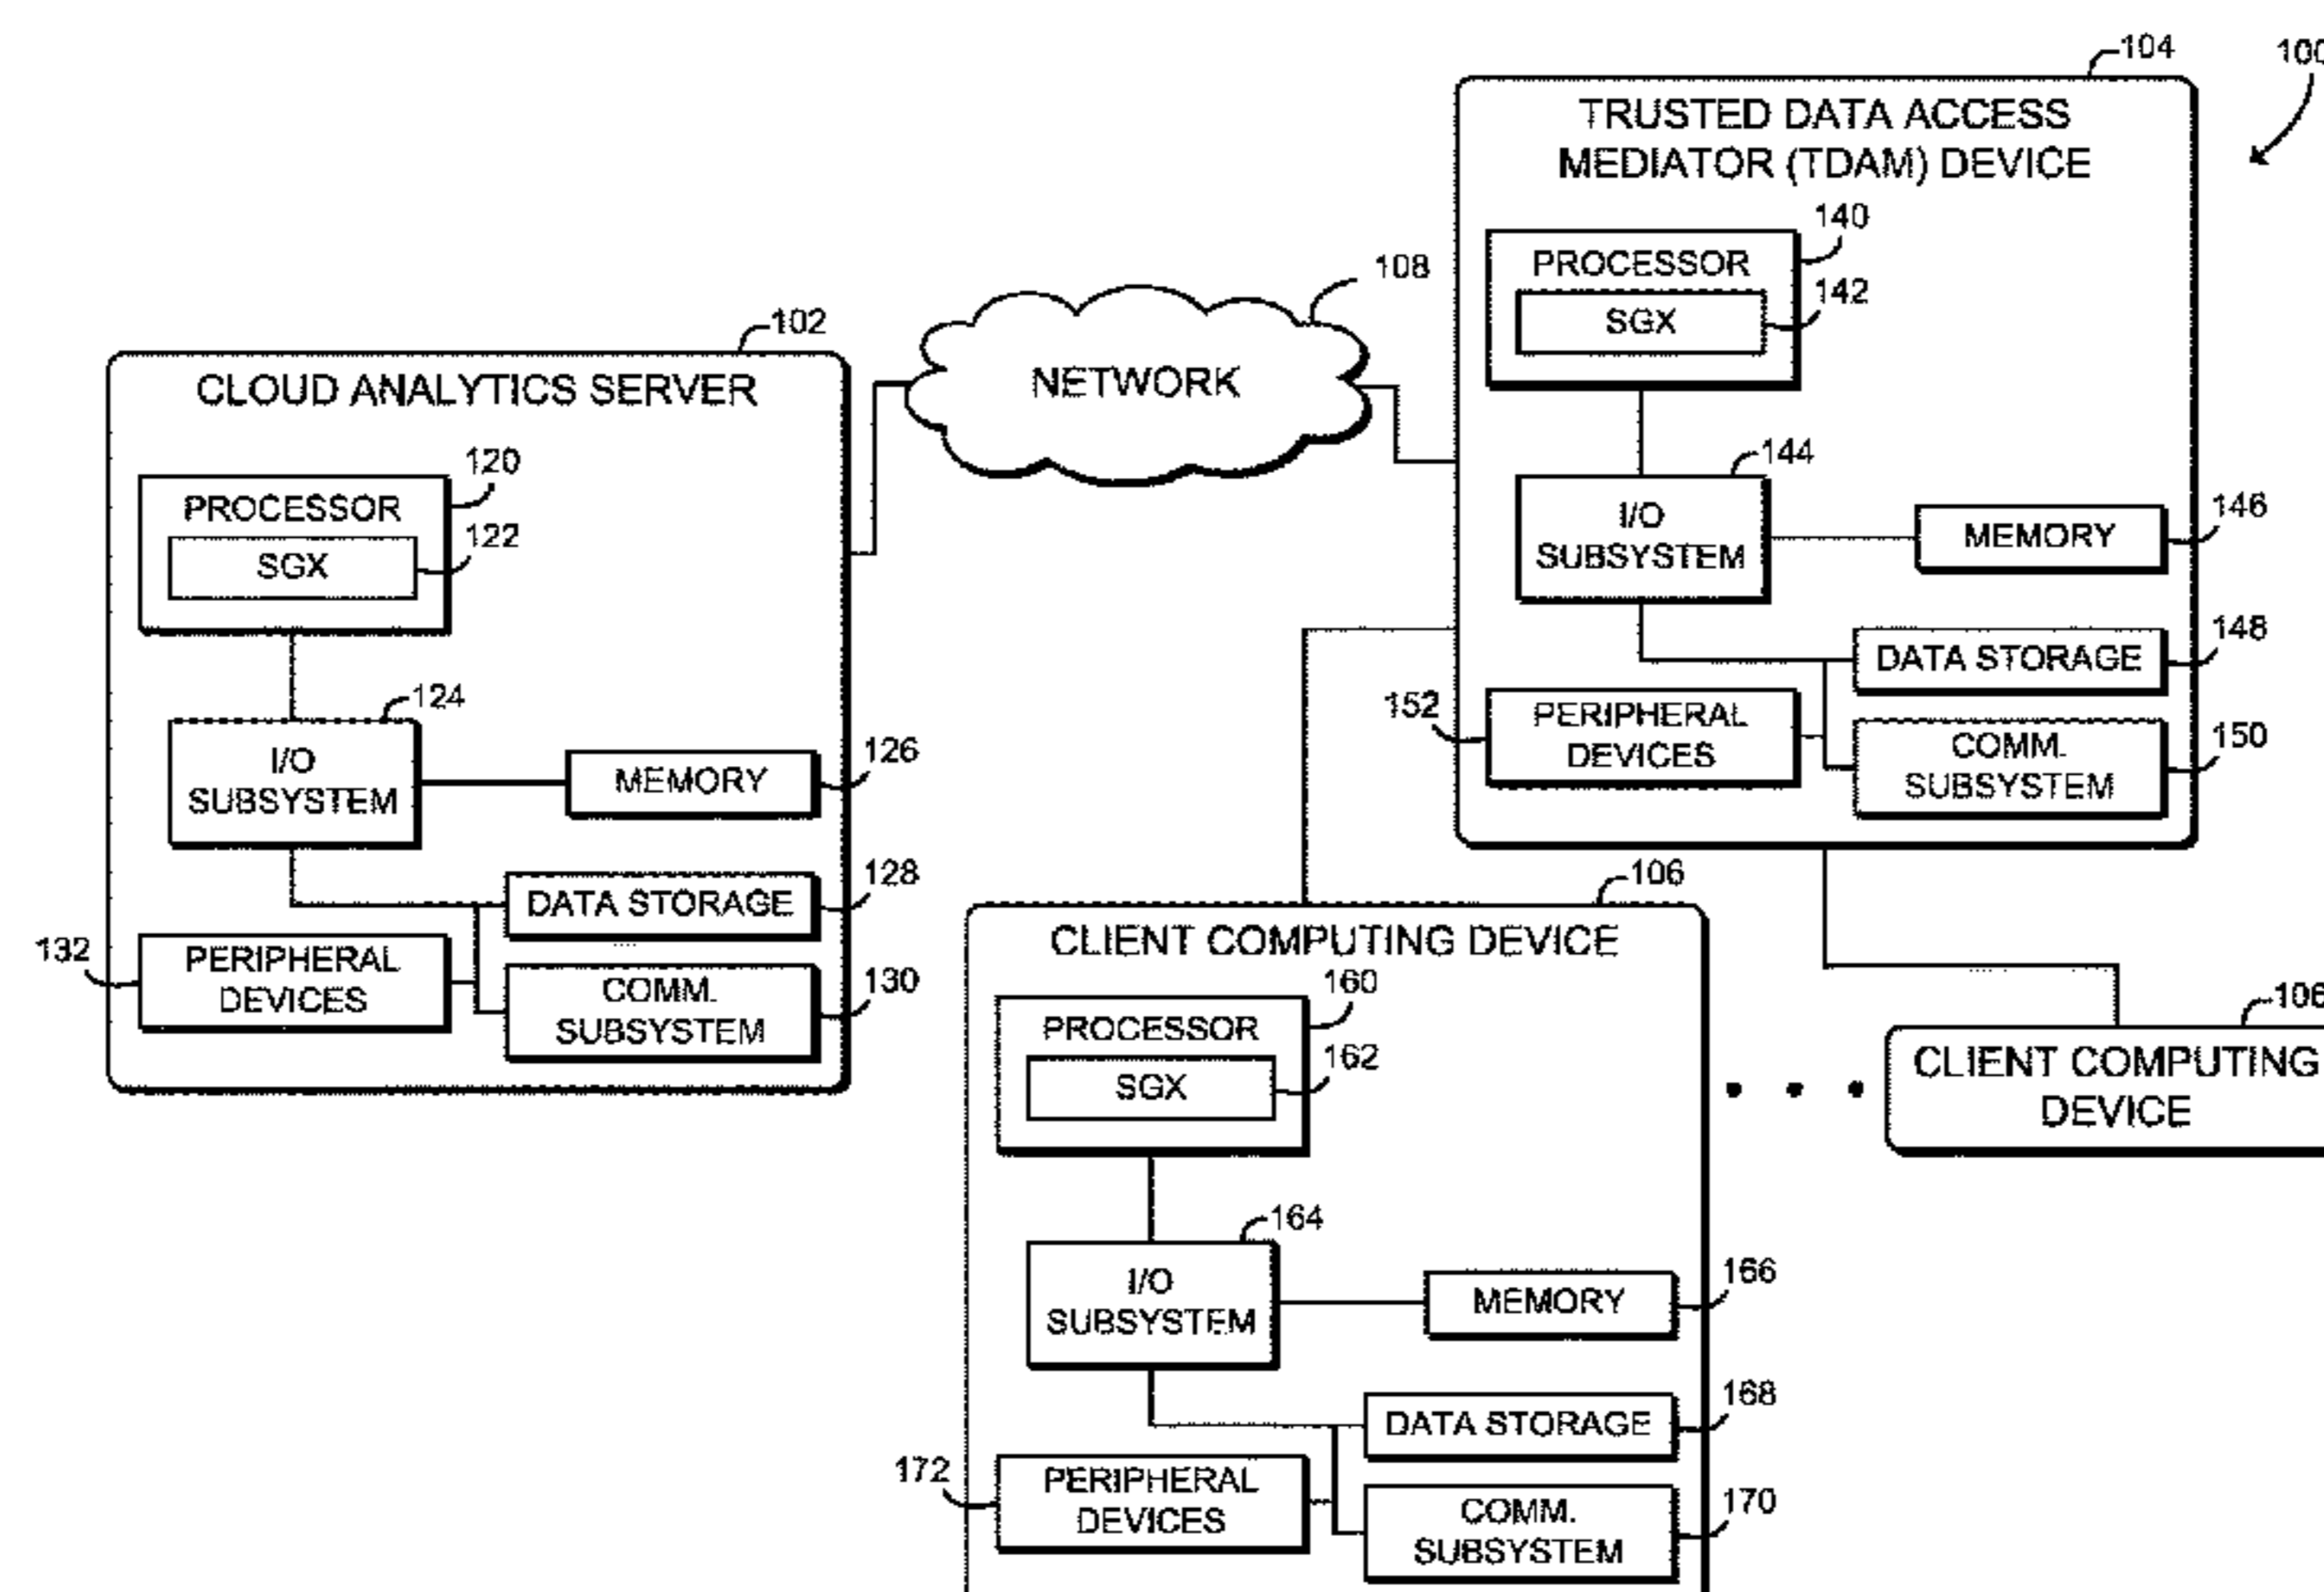 104
100
TRUSTED DATA ACCESS
MEDIATOR (TDAM) DEVICE
140
PROCESSOR
142
SGX
108
NETWORK
102
CLOUD ANALYTICS SERVER
120
PROCESSOR
122
SGX
144
I/O
SUBSYSTEM
146
MEMORY
148
DATA STORAGE
152
PERIPHERAL
DEVICES
150
COMM.
SUBSYSTEM
124
I/O
SUBSYSTEM
126
MEMORY
128
DATA STORAGE
132
PERIPHERAL
DEVICES
130
COMM.
SUBSYSTEM
106
CLIENT COMPUTING DEVICE
160
PROCESSOR
162
SGX
106
CLIENT COMPUTING
DEVICE
164
I/O
SUBSYSTEM
166
MEMORY
168
DATA STORAGE
172
PERIPHERAL
DEVICES
170
COMM.
SUBSYSTEM